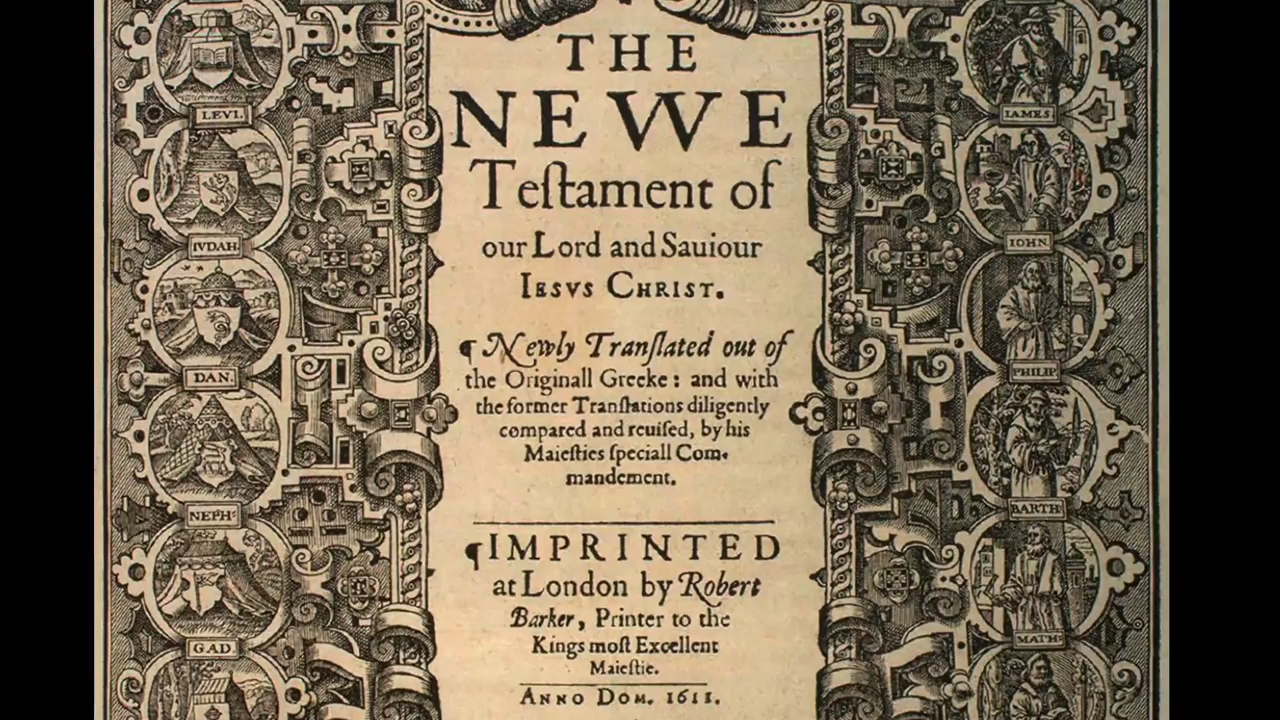 THE
NEWE
Teſtament of
our Lord and Sauiour
IESVS CHRIST.
¶ Newly Tranſlated out of
the Originall Greeke: and with
the former Tranſlations diligently
compared and reuiſed, by his
Maieſties ſpeciall Com-
mandement.
¶ IMPRINTED
at London by Robert
Barker, Printer to the
Kings moſt Excellent
Maieſtie.
ANNO DOM. 1611.
LEVI.
IVDAH.
DAN.
NEPH:
GAD.
IAMES
IOHN.
PHILIP.
BARTH:
MATH: